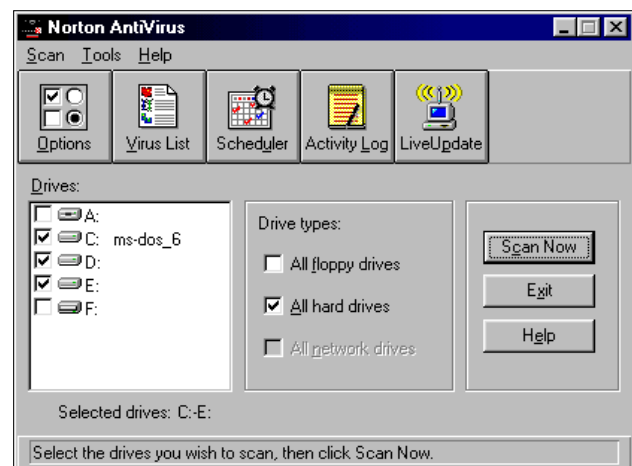 Norton AntiVirus
Scan Tools Help
Options Virus List Scheduler Activity Log LiveUpdate
Drives:
A:
C: ms-dos_6
D:
E:
F:
Drive types:
All floppy drives
All hard drives
All network drives
Scan Now
Exit
Help
Selected drives: C:-E:
Select the drives you wish to scan, then click Scan Now.